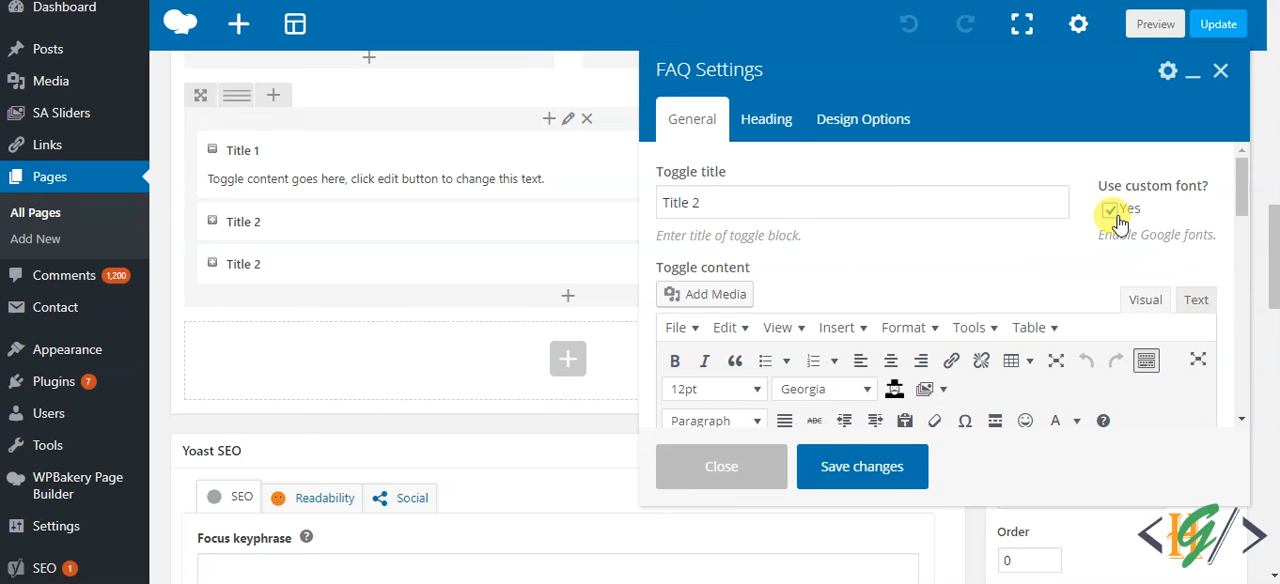 Dashboard
Posts
Media
SA Sliders
Links
Pages
All Pages
Add New
Comments 1,200
Contact
Appearance
Plugins 7
Users
Tools
WPBakery Page
Builder
Settings
SEO 1
Preview
Update
Title 1
Toggle content goes here, click edit button to change this text.
Title 2
Title 2
Yoast SEO
SEO
Readability
Social
Focus keyphrase ?
FAQ Settings
General
Heading
Design Options
Toggle title
Title 2
Enter title of toggle block.
Use custom font?
Yes
Enable Google fonts.
Toggle content
Add Media
Visual
Text
File
Edit
View
Insert
Format
Tools
Table
12pt
Georgia
Paragraph
ABC
Close
Save changes
Order
0